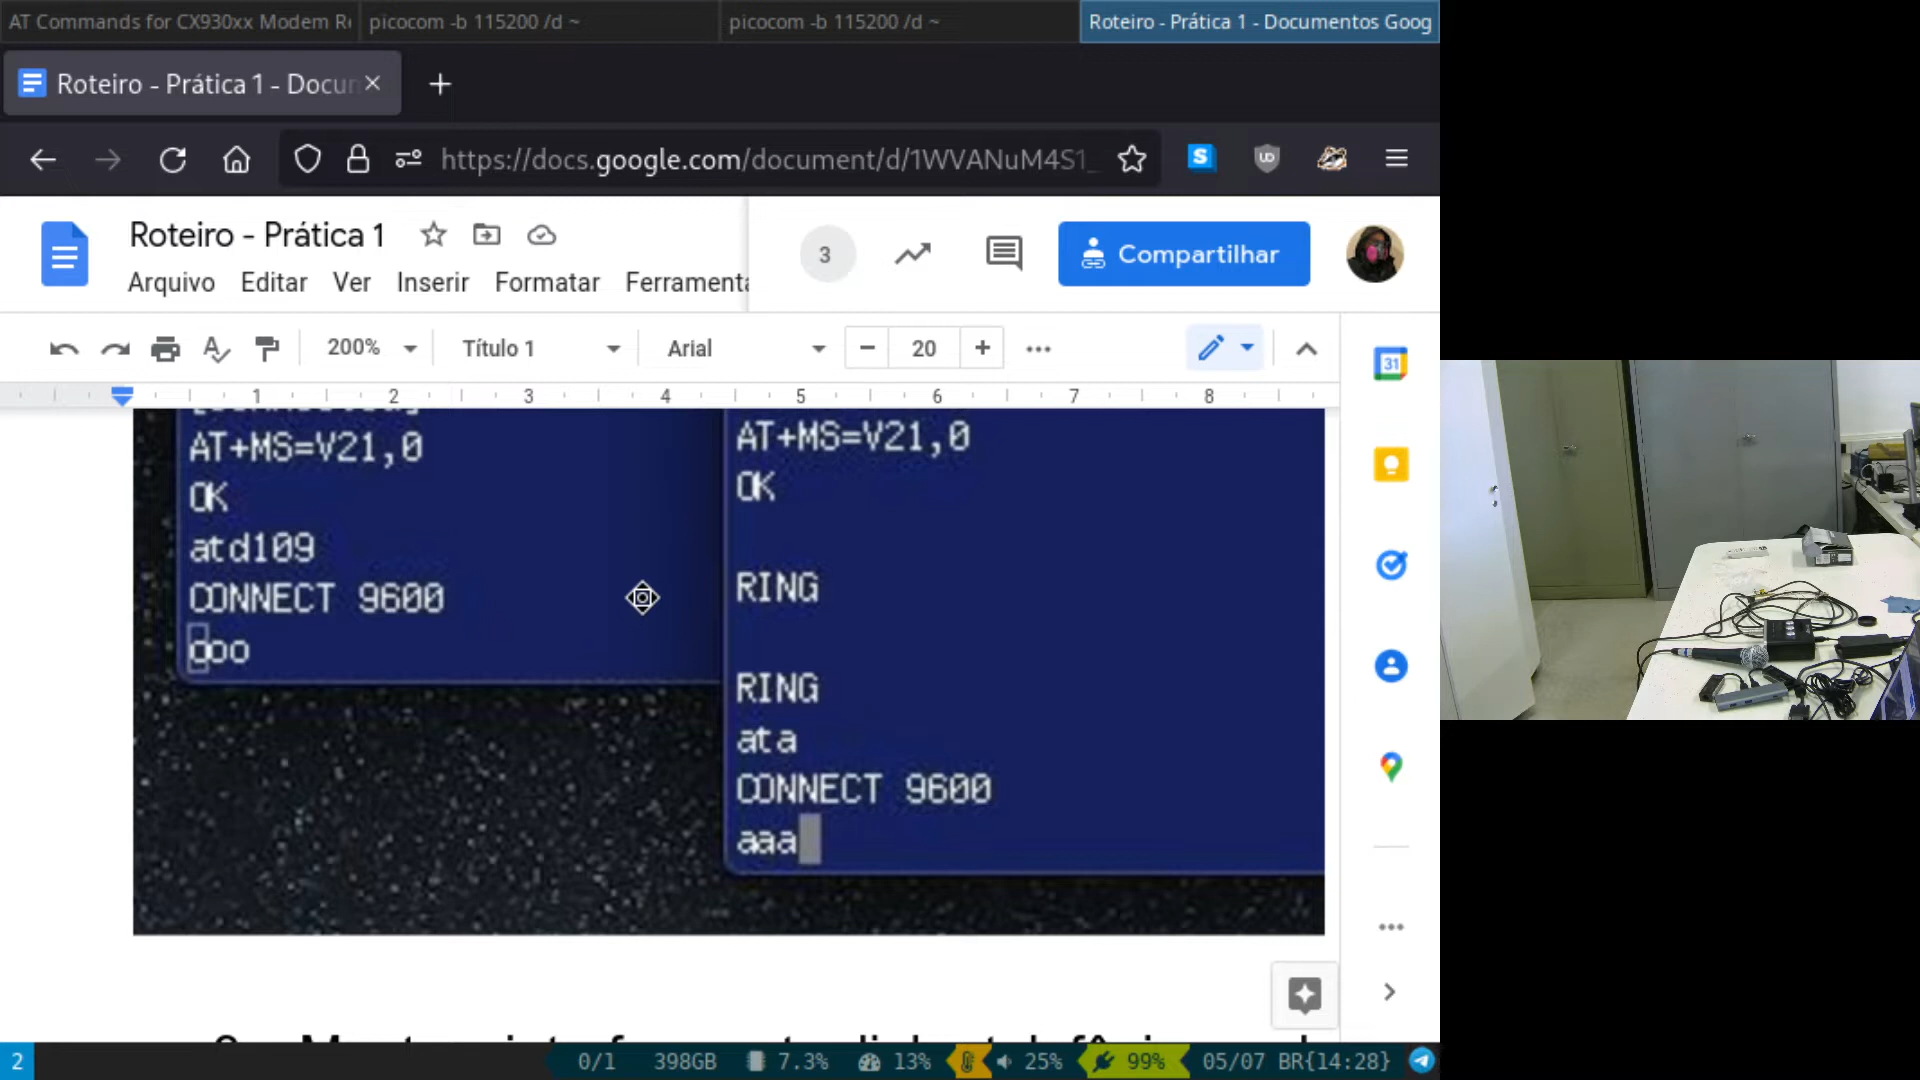 AT Commands for CX930xx Modem R
picocom -b 115200 /d ~
picocom -b 115200 /d ~
Roteiro - Prática 1 - Documentos Goog
Roteiro - Prática 1 - Docu
https://docs.google.com/document/d/1WVANuM4S1_
Roteiro - Prática 1
3
Compartilhar
Arquivo Editar Ver Inserir Formatar Ferramenta
200% Título 1 Arial 20
1 2 3 4 5 6 7 8
31
AT+MS=V21,0
OK
atd109
CONNECT 9600
ooo
AT+MS=V21,0
OK
RING
RING
ata
CONNECT 9600
aaa
2 0/1 398GB 7.3% 13% 25% 99% 05/07 BR{14:28}